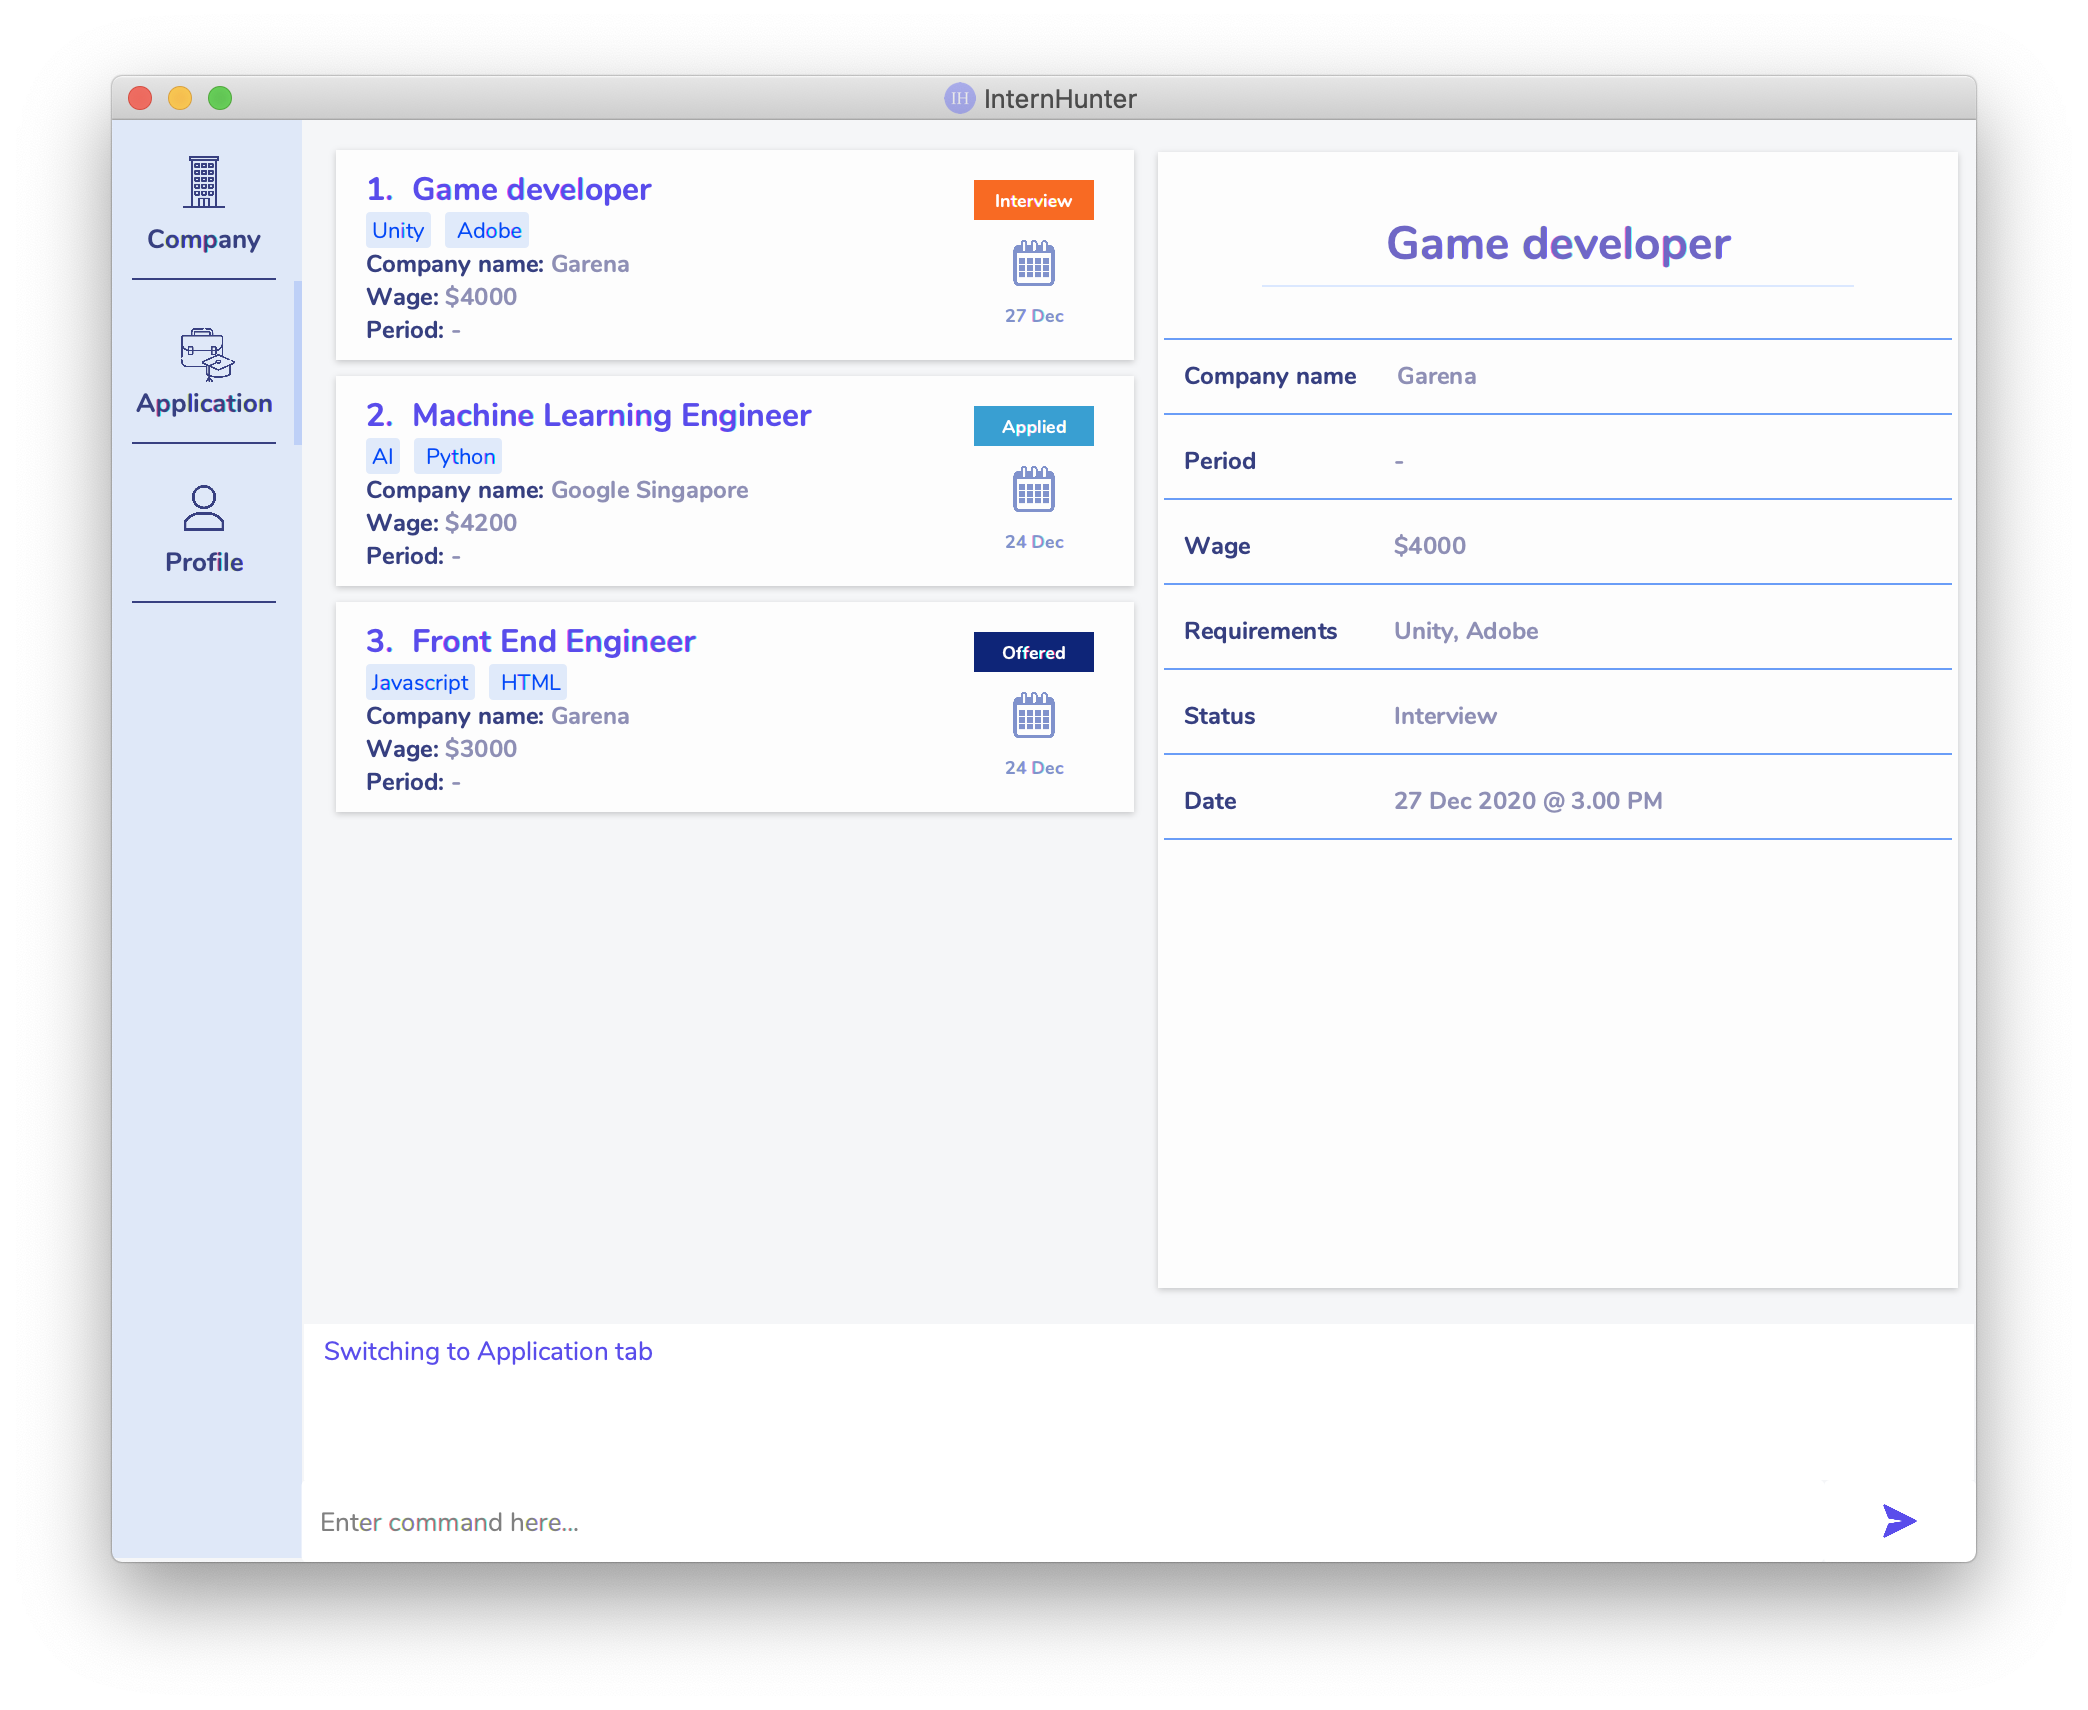 IH InternHunter
Company
Application
Profile
1. Game developer
Unity Adobe
Company name: Garena
Wage: $4000
Period: -
Interview
27 Dec
2. Machine Learning Engineer
AI Python
Company name: Google Singapore
Wage: $4200
Period: -
Applied
24 Dec
3. Front End Engineer
Javascript HTML
Company name: Garena
Wage: $3000
Period: -
Offered
24 Dec
Game developer
Company name Garena
Period -
Wage $4000
Requirements Unity, Adobe
Status Interview
Date 27 Dec 2020 @ 3.00 PM
Switching to Application tab
Enter command here...